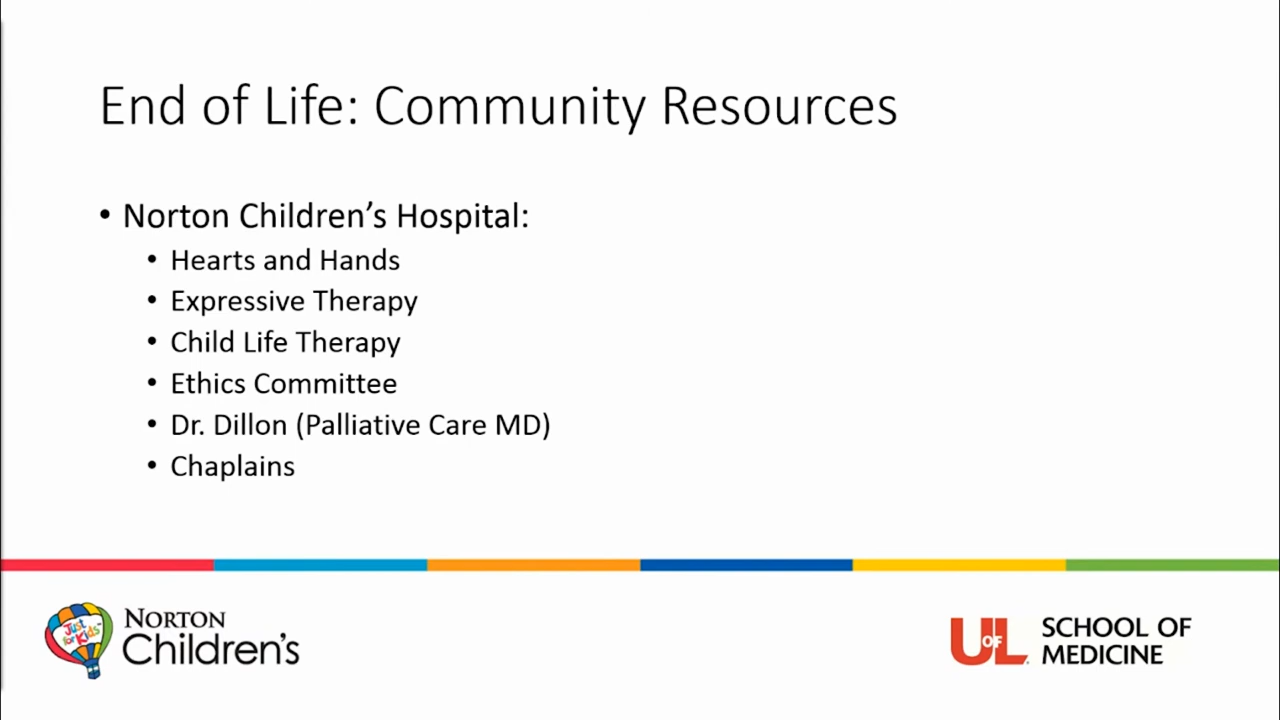 End of Life: Community Resources
• Norton Children’s Hospital:
• Hearts and Hands
• Expressive Therapy
• Child Life Therapy
• Ethics Committee
• Dr. Dillon (Palliative Care MD)
• Chaplains
Just for Kids
NORTON
Children’s
UofL
SCHOOL OF
MEDICINE